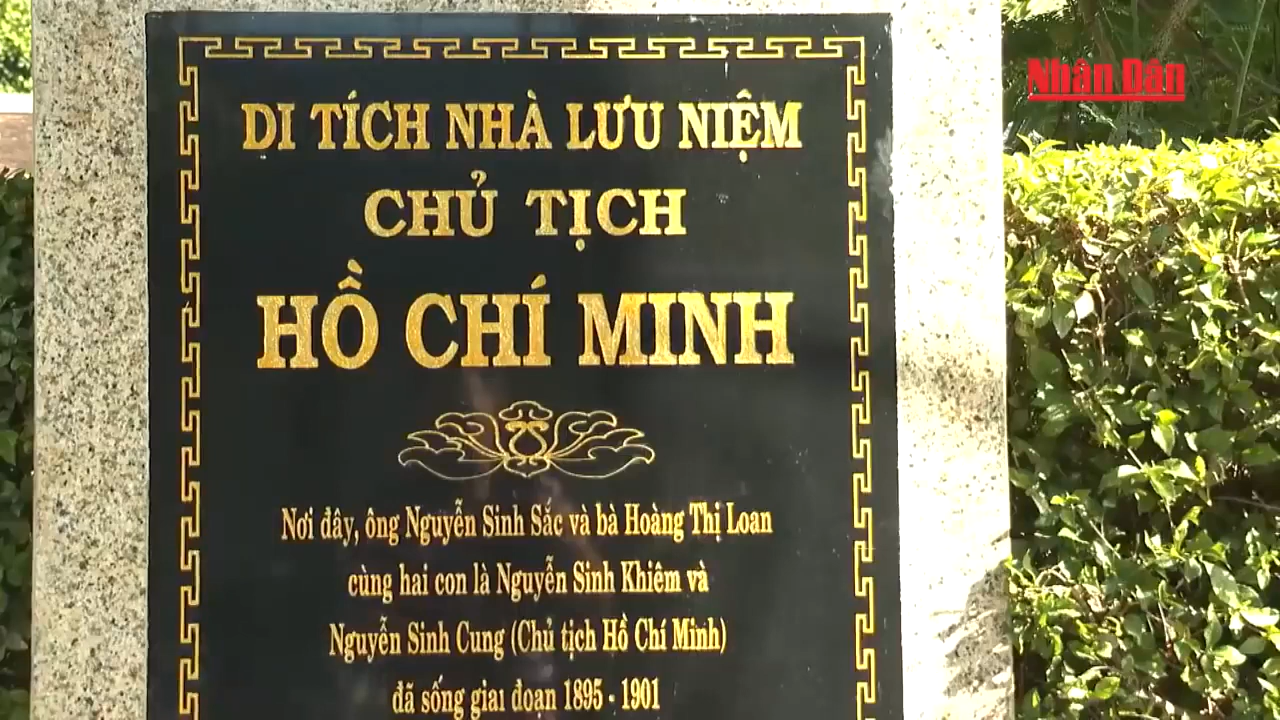 Nhân Dân
DI TÍCH NHÀ LƯU NIỆM
CHỦ TỊCH
HỒ CHÍ MINH
Nơi đây, ông Nguyễn Sinh Sắc và bà Hoàng Thị Loan
cùng hai con là Nguyễn Sinh Khiêm và
Nguyễn Sinh Cung (Chủ tịch Hồ Chí Minh)
đã sống giai đoạn 1895 - 1901